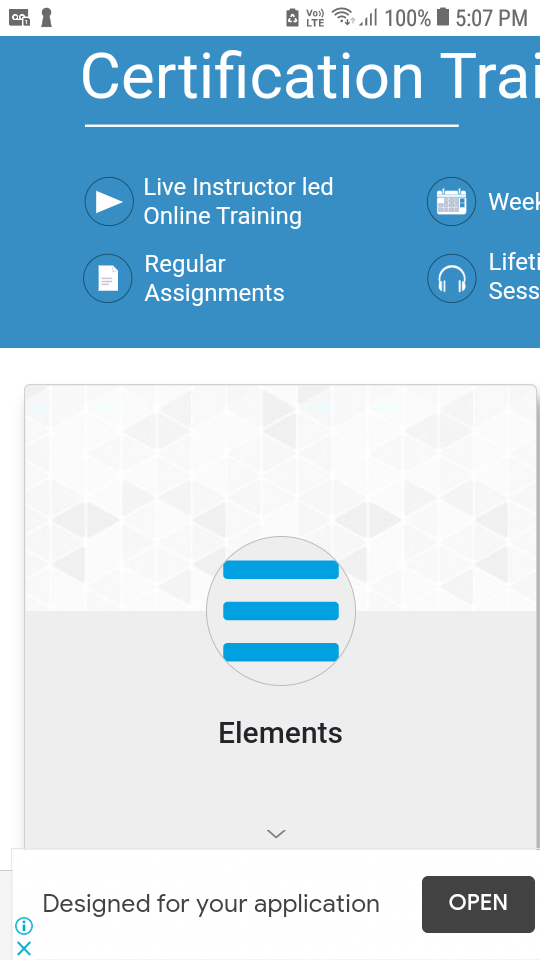 Vo)) LTE 100% 5:07 PM
Certification Trai
Live Instructor led
Online Training
Week
Regular
Assignments
Lifeti
Sess
Elements
Designed for your application
OPEN